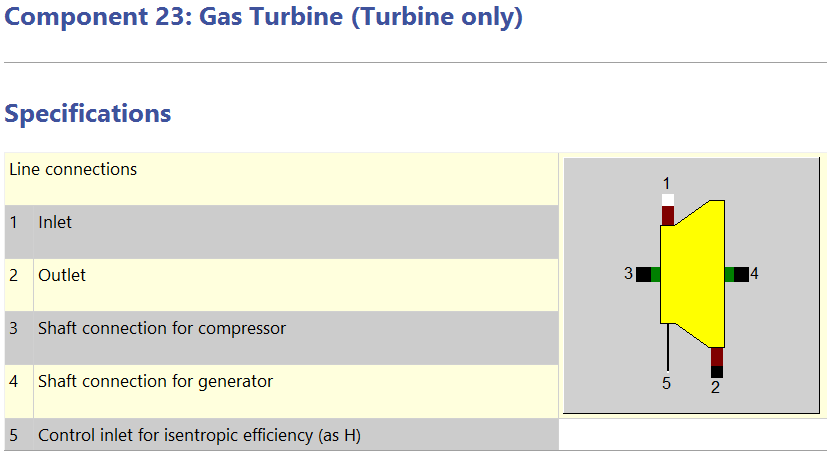 Component 23: Gas Turbine (Turbine only)
Specifications
Line connections
1 Inlet
2 Outlet
3 Shaft connection for compressor
4 Shaft connection for generator
5 Control inlet for isentropic efficiency (as H)
1
3
4
5
2